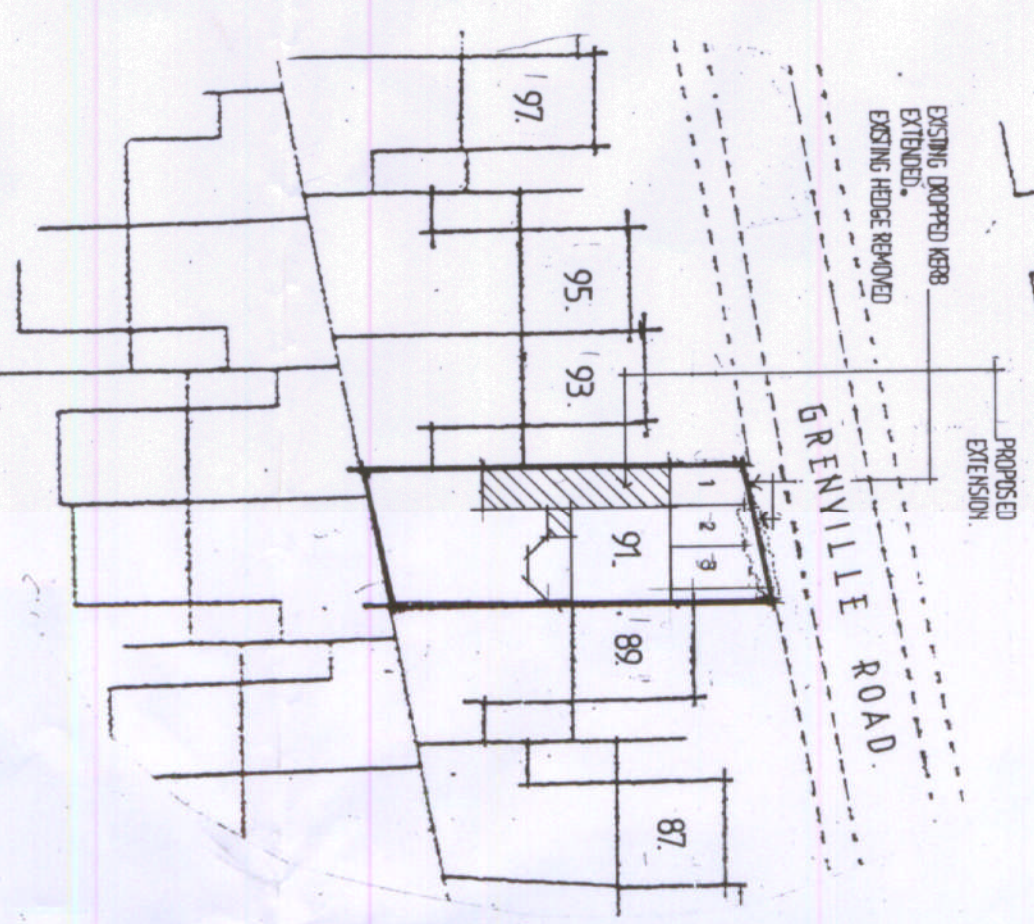 EXISTING DROPPED KERB
EXTENDED.
EXISTING HEDGE REMOVED
PROPOSED
EXTENSION.
GRENVILLE ROAD.
97.
95.
93.
91.
89.
87.
1
2
3